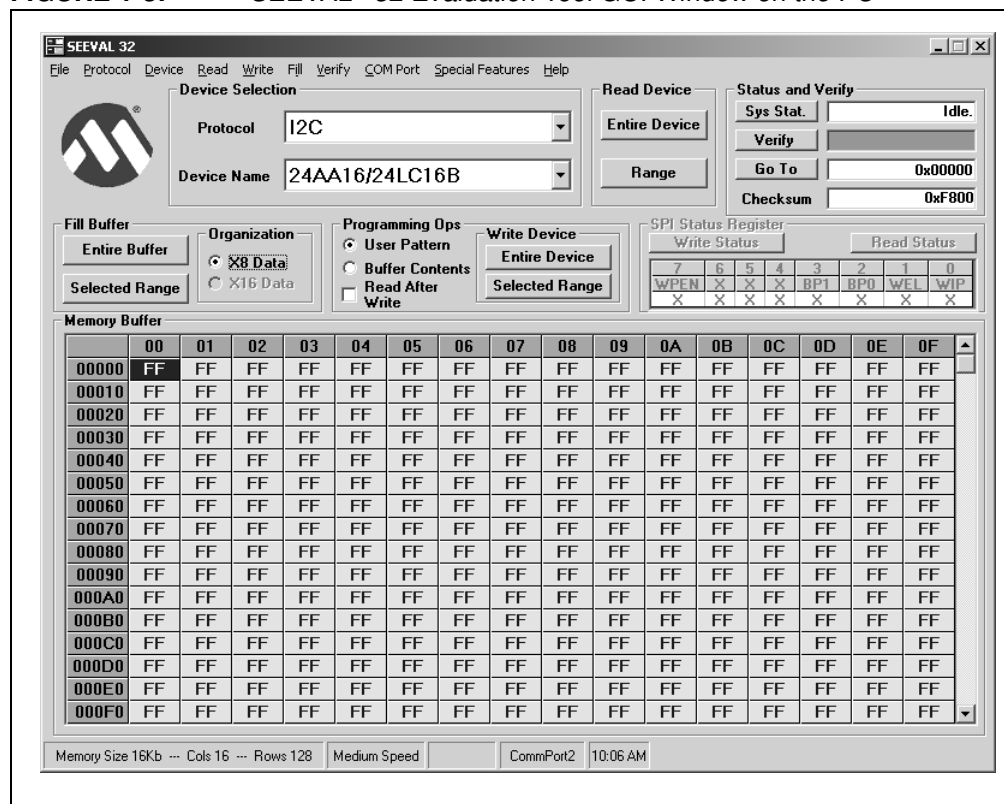 SEEVAL 32
File Protocol Device Read Write Fill Verify COM Port Special Features Help
Device Selection
Protocol I2C
Device Name 24AA16/24LC16B
Read Device
Entire Device
Range
Status and Verify
Sys Stat. Idle.
Verify
Go To 0x00000
Checksum 0xF800
Fill Buffer
Entire Buffer
Selected Range
Organization
X8 Data
X16 Data
Programming Ops
User Pattern
Buffer Contents
Read After
Write
Write Device
Entire Device
Selected Range
SPI Status Register
Write Status Read Status
7 6 5 4 3 2 1 0
WPEN X X X BP1 BP0 WEL WIP
X X X X X X X X
Memory Buffer
00 01 02 03 04 05 06 07 08 09 0A 0B 0C 0D 0E 0F
00000 FF FF FF FF FF FF FF FF FF FF FF FF FF FF FF FF
00010 FF FF FF FF FF FF FF FF FF FF FF FF FF FF FF FF
00020 FF FF FF FF FF FF FF FF FF FF FF FF FF FF FF FF
00030 FF FF FF FF FF FF FF FF FF FF FF FF FF FF FF FF
00040 FF FF FF FF FF FF FF FF FF FF FF FF FF FF FF FF
00050 FF FF FF FF FF FF FF FF FF FF FF FF FF FF FF FF
00060 FF FF FF FF FF FF FF FF FF FF FF FF FF FF FF FF
00070 FF FF FF FF FF FF FF FF FF FF FF FF FF FF FF FF
00080 FF FF FF FF FF FF FF FF FF FF FF FF FF FF FF FF
00090 FF FF FF FF FF FF FF FF FF FF FF FF FF FF FF FF
000A0 FF FF FF FF FF FF FF FF FF FF FF FF FF FF FF FF
000B0 FF FF FF FF FF FF FF FF FF FF FF FF FF FF FF FF
000C0 FF FF FF FF FF FF FF FF FF FF FF FF FF FF FF FF
000D0 FF FF FF FF FF FF FF FF FF FF FF FF FF FF FF FF
000E0 FF FF FF FF FF FF FF FF FF FF FF FF FF FF FF FF
000F0 FF FF FF FF FF FF FF FF FF FF FF FF FF FF FF FF
Memory Size 16Kb --- Cols 16 --- Rows 128 Medium Speed CommPort2 10:06 AM